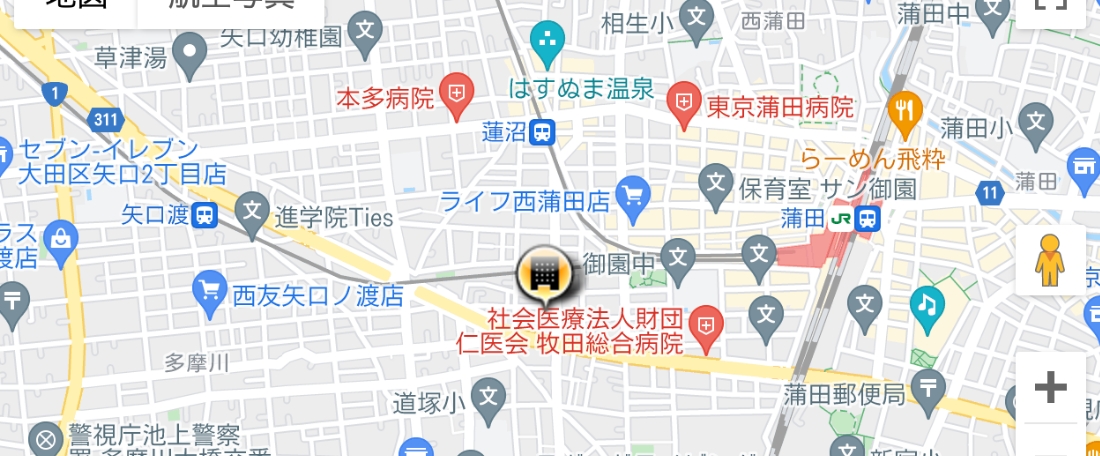 地図
航空写真
矢口幼稚園
相生小
西蒲田
蒲田中
草津湯
はすぬま温泉
1
本多病院
東京蒲田病院
311
蓮沼
蒲田小
セブン-イレブン
大田区矢口2丁目店
らーめん飛粋
ライフ西蒲田店
保育室 サン御園
11
蒲田
矢口渡
進学院Ties
蒲田
JR
ラス
渡店
御園中
西友矢口ノ渡店
社会医療法人財団
仁医会 牧田総合病院
多摩川
道塚小
蒲田郵便局
警視庁池上警察